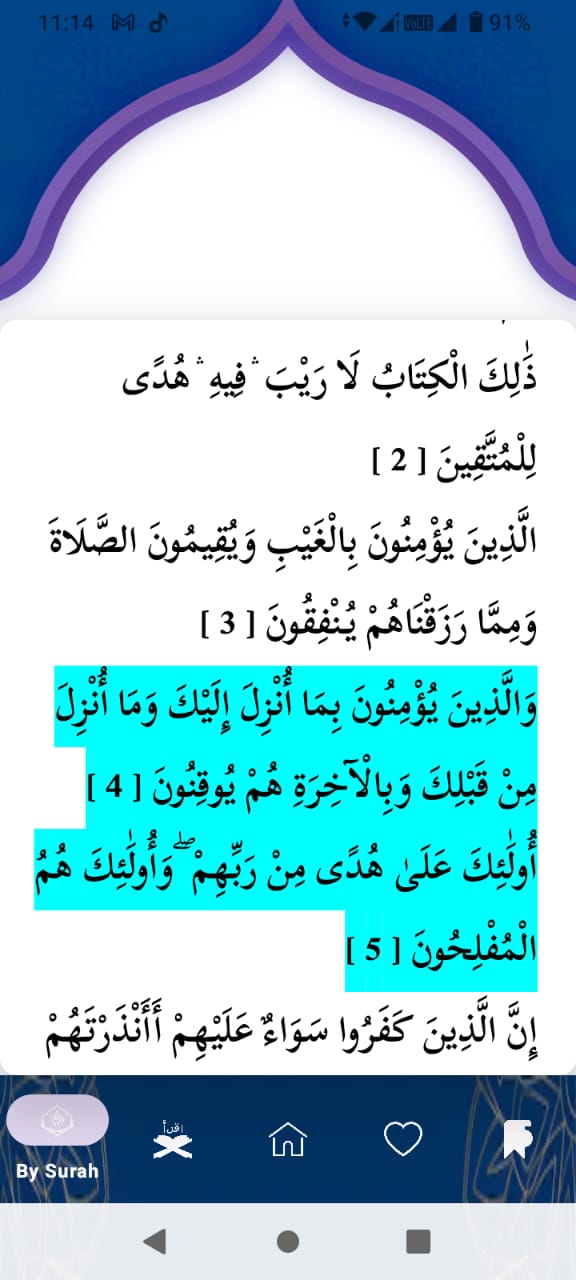 11:14
VoLTE
91%
ذَٰلِكَ الْكِتَابُ لَا رَيْبَ ۛ فِيهِ ۛ هُدًى
لِلْمُتَّقِينَ [ 2 ]
الَّذِينَ يُؤْمِنُونَ بِالْغَيْبِ وَيُقِيمُونَ الصَّلَاةَ
وَمِمَّا رَزَقْنَاهُمْ يُنْفِقُونَ [ 3 ]
وَالَّذِينَ يُؤْمِنُونَ بِمَا أُنْزِلَ إِلَيْكَ وَمَا أُنْزِلَ
مِنْ قَبْلِكَ وَبِالْآخِرَةِ هُمْ يُوقِنُونَ [ 4 ]
أُولَٰئِكَ عَلَىٰ هُدًى مِنْ رَبِّهِمْ ۖ وَأُولَٰئِكَ هُمُ
الْمُفْلِحُونَ [ 5 ]
إِنَّ الَّذِينَ كَفَرُوا سَوَاءٌ عَلَيْهِمْ أَأَنْذَرْتَهُمْ
اقرأ
By Surah